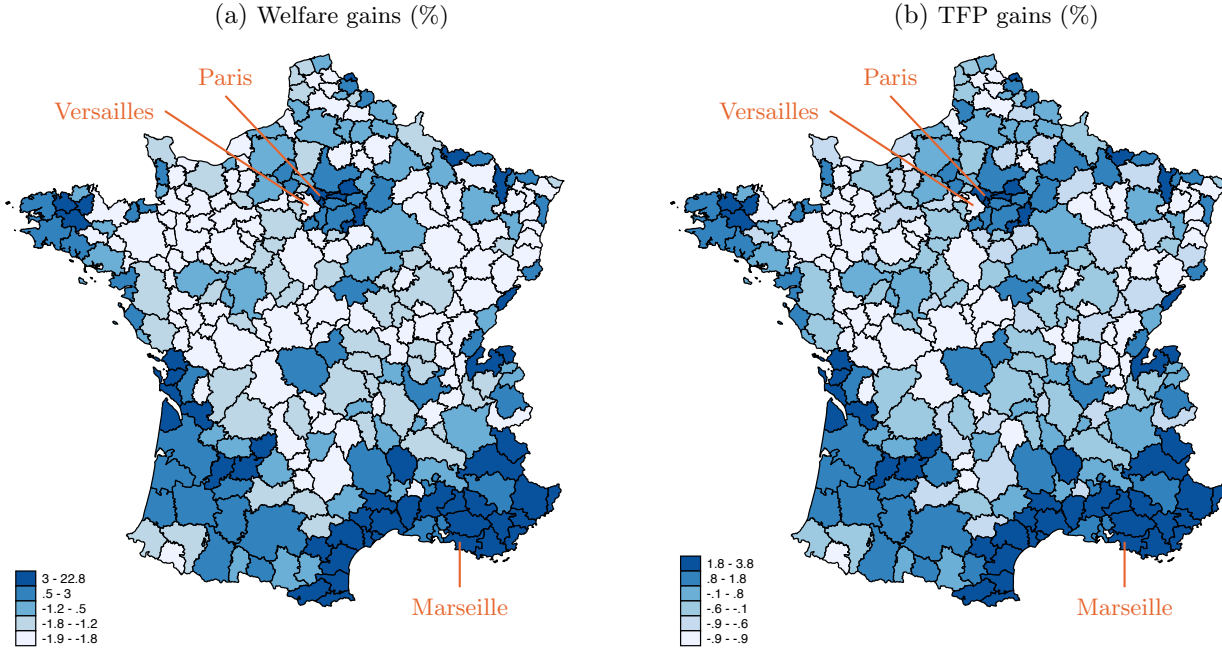 (a) Welfare gains (%)
Paris
Versailles
Marseille
3 - 22.8
.5 - 3
-1.2 - .5
-1.8 - -1.2
-1.9 - -1.8
(b) TFP gains (%)
Paris
Versailles
Marseille
1.8 - 3.8
.8 - 1.8
-.1 - .8
-.6 - -.1
-.9 - -.6
-.9 - -.9